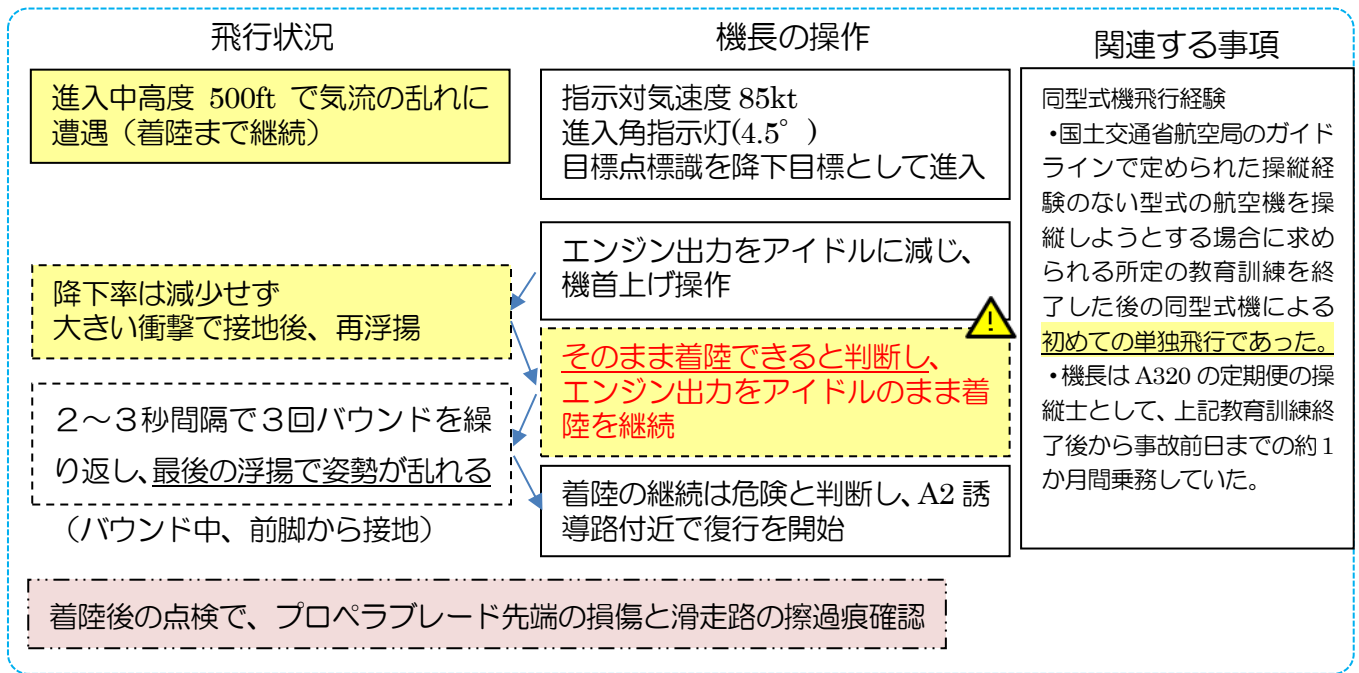 飛行状況
進入中高度 500ft で気流の乱れに
遭遇（着陸まで継続）
降下率は減少せず
大きい衝撃で接地後、再浮揚
２～３秒間隔で３回バウンドを繰
り返し、最後の浮揚で姿勢が乱れる
（バウンド中、前脚から接地）
機長の操作
指示対気速度 85kt
進入角指示灯(4.5°)
目標点標識を降下目標として進入
エンジン出力をアイドルに減じ、
機首上げ操作
そのまま着陸できると判断し、
エンジン出力をアイドルのまま着
陸を継続
着陸の継続は危険と判断し、A2 誘
導路付近で復行を開始
関連する事項
同型式機飛行経験
・国土交通省航空局のガイド
ラインで定められた操縦経
験のない型式の航空機を操
縦しようとする場合に求め
られる所定の教育訓練を終
了した後の同型式機による
初めての単独飛行であった。
・機長は A320 の定期便の操
縦士として、上記教育訓練終
了後から事故前日までの約 1
か月間乗務していた。
着陸後の点検で、プロペラブレード先端の損傷と滑走路の擦過痕確認